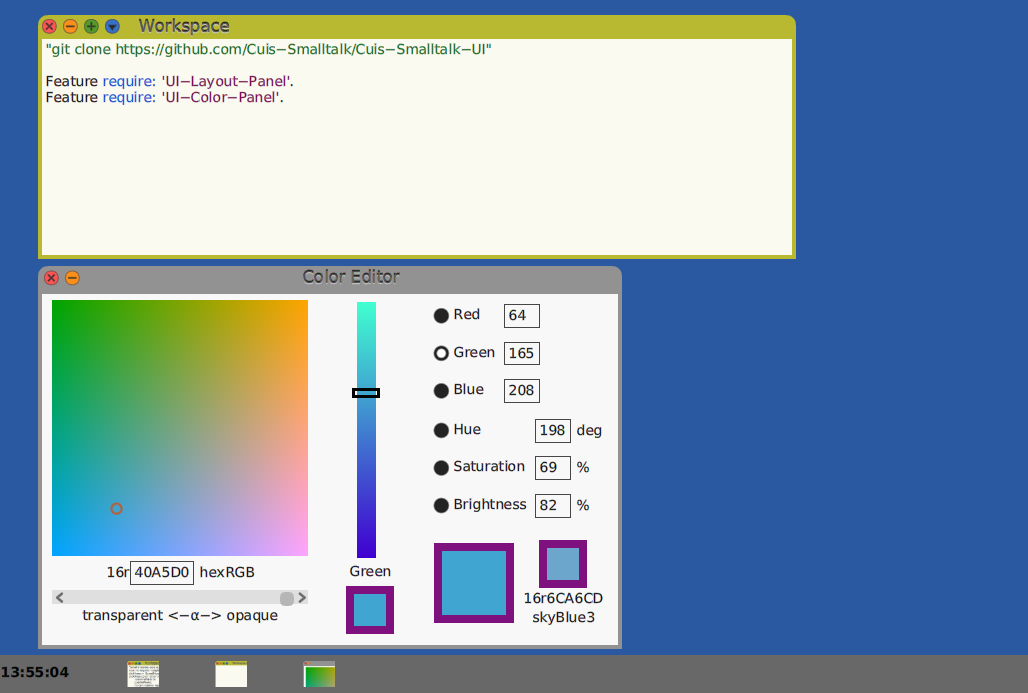 Workspace
"git clone https://github.com/Cuis-Smalltalk/Cuis-Smalltalk-UI"
Feature require: 'UI-Layout-Panel'.
Feature require: 'UI-Color-Panel'.
Color Editor
Red 64
Green 165
Blue 208
Hue 198 deg
Saturation 69 %
Brightness 82 %
16r 40A5D0 hexRGB
Green
transparent <-α-> opaque
16r6CA6CD
skyBlue3
13:55:04